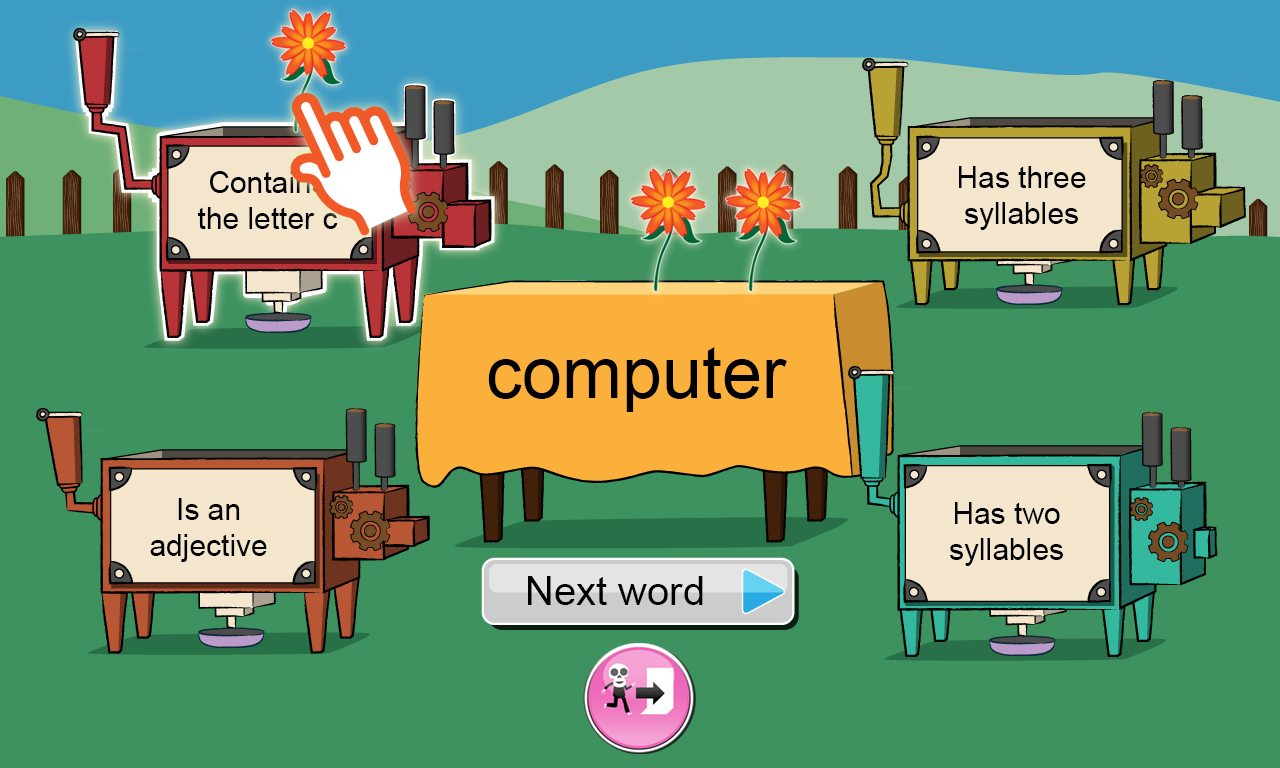 the letter c
Has three
syllables
computer
Is an
adjective
Has two
syllables
Next word